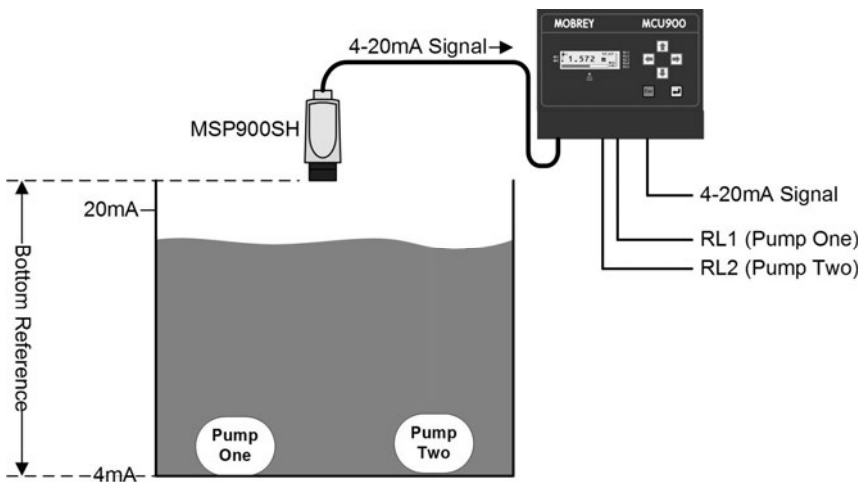 MOBREY MCU900
4-20mA Signal
1.572
MSP900SH
20mA
4-20mA Signal
RL1 (Pump One)
RL2 (Pump Two)
Bottom Reference
Pump
One
Pump
Two
4mA